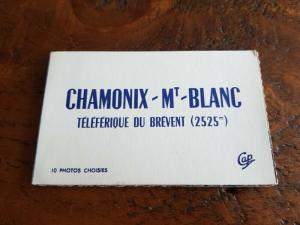 CHAMONIX-MT-BLANC
TÉLÉFÉRIQUE DU BRÉVENT (2525m)
Cap
10 PHOTOS CHOISIES